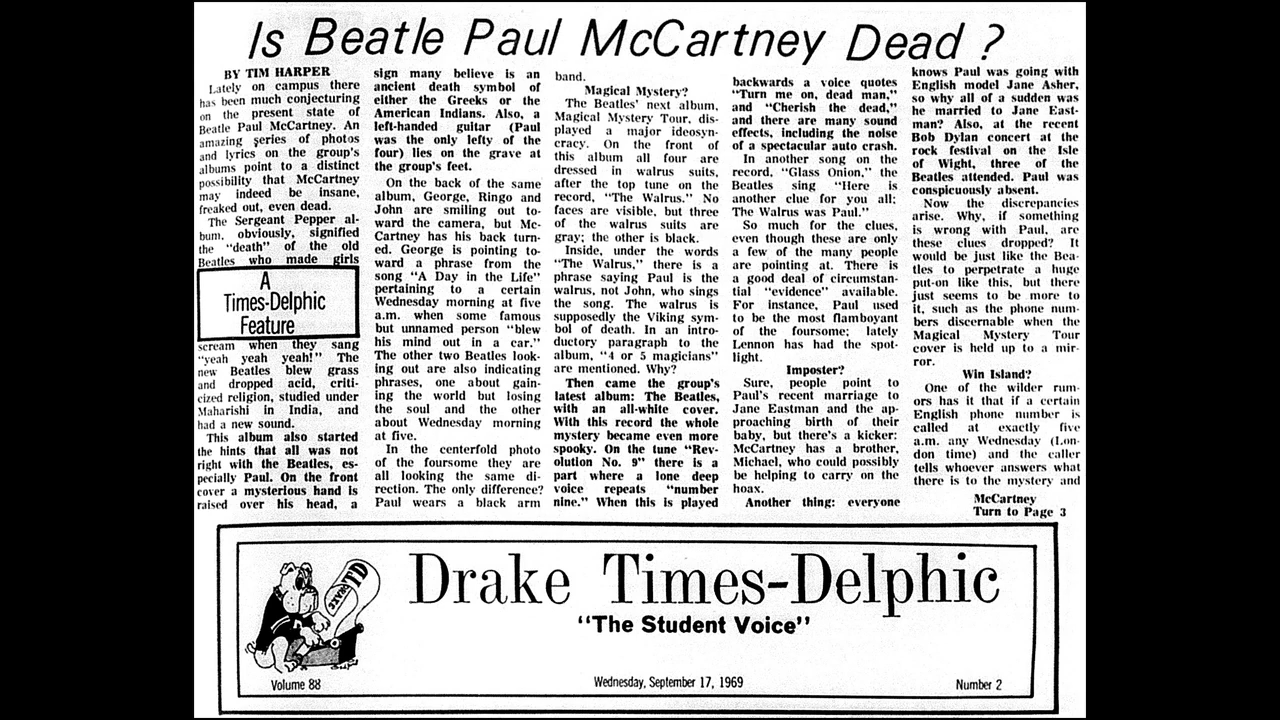 Is Beatle Paul McCartney Dead ?
BY TIM HARPER
Lately on campus there
has been much conjecturing
on the present state of
Beatle Paul McCartney. An
amazing series of photos
and lyrics on the group's
albums point to a distinct
possibility that McCartney
may indeed be insane,
freaked out, even dead.
The Sergeant Pepper al-
bum, obviously, signified
the "death" of the old
Beatles who made girls
A
Times-Delphic
Feature
scream when they sang
"yeah yeah yeah!" The
new Beatles blew grass
and dropped acid, criti-
cized religion, studied under
Maharishi in India, and
had a new sound.
This album also started
the hints that all was not
right with the Beatles, es-
pecially Paul. On the front
cover a mysterious hand is
raised over his head, a
sign many believe is an
ancient death symbol of
either the Greeks or the
American Indians. Also, a
left-handed guitar (Paul
was the only lefty of the
four) lies on the grave at
the group's feet.
On the back of the same
album, George, Ringo and
John are smiling out to-
ward the camera, but Mc-
Cartney has his back turn-
ed. George is pointing to-
ward a phrase from the
song "A Day in the Life"
pertaining to a certain
Wednesday morning at five
a.m. when some famous
but unnamed person "blew
his mind out in a car."
The other two Beatles look-
ing out are also indicating
phrases, one about gain-
ing the world but losing
the soul and the other
about Wednesday morning
at five.
In the centerfold photo
of the foursome they are
all looking the same di-
rection. The only difference?
Paul wears a black arm
band.
Magical Mystery?
The Beatles' next album,
Magical Mystery Tour, dis-
played a major ideosyn-
cracy. On the front of
this album all four are
dressed in walrus suits,
after the top tune on the
record, "The Walrus." No
faces are visible, but three
of the walrus suits are
gray; the other is black.
Inside, under the words
"The Walrus," there is a
phrase saying Paul is the
walrus, not John, who sings
the song. The walrus is
supposedly the Viking sym-
bol of death. In an intro-
ductory paragraph to the
album, "4 or 5 magicians"
are mentioned. Why?
Then came the group's
latest album: The Beatles,
with an all-white cover.
With this record the whole
mystery became even more
spooky. On the tune "Rev-
olution No. 9" there is a
part where a lone deep
voice repeats "number
nine." When this is played
backwards a voice quotes
"Turn me on, dead man,"
and "Cherish the dead,"
and there are many sound
effects, including the noise
of a spectacular auto crash.
In another song on the
record, "Glass Onion," the
Beatles sing "Here is
another clue for you all:
The Walrus was Paul."
So much for the clues,
even though these are only
a few of the many people
are pointing at. There is
a good deal of circumstan-
tial "evidence" available.
For instance, Paul used
to be the most flamboyant
of the foursome; lately
Lennon has had the spot-
light.
Imposter?
Sure, people point to
Paul's recent marriage to
Jane Eastman and the ap-
proaching birth of their
baby, but there's a kicker:
McCartney has a brother,
Michael, who could possibly
be helping to carry on the
hoax.
Another thing: everyone
knows Paul was going with
English model Jane Asher,
so why all of a sudden was
he married to Jane East-
man? Also, at the recent
Bob Dylan concert at the
rock festival on the Isle
of Wight, three of the
Beatles attended. Paul was
conspicuously absent.
Now the discrepancies
arise. Why, if something
is wrong with Paul, are
these clues dropped? It
would be just like the Bea-
tles to perpetrate a huge
put-on like this, but there
just seems to be more to
it, such as the phone num-
bers discernable when the
Magical Mystery Tour
cover is held up to a mir-
ror.
Win Island?
One of the wilder rum-
ors has it that if a certain
English phone number is
called at exactly five
a.m. any Wednesday (Lon-
don time) and the caller
tells whoever answers what
there is to the mystery and
McCartney
Turn to Page 3
Drake Times-Delphic
"The Student Voice"
Volume 88
Wednesday, September 17, 1969
Number 2